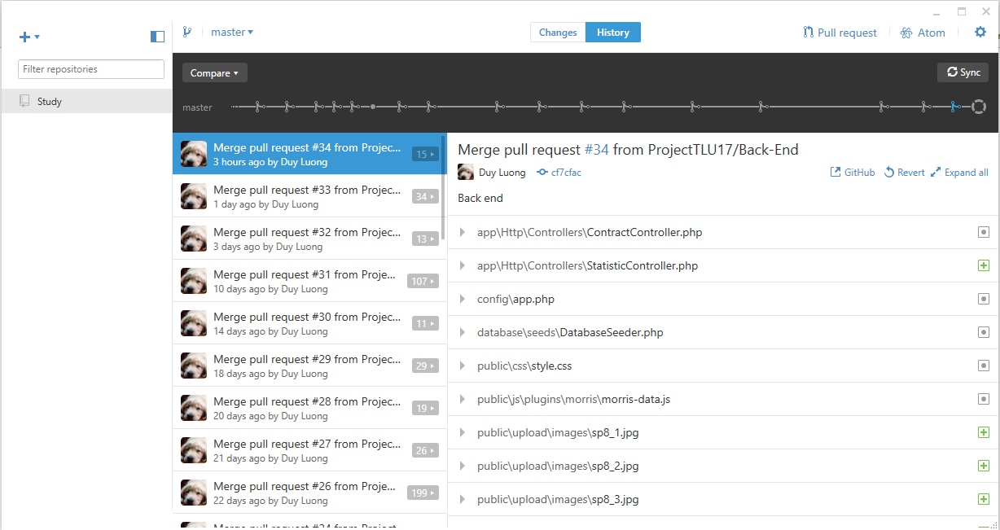 master
Changes
History
Pull request
Atom
Filter repositories
Study
Compare
Sync
master
Merge pull request #34 from Projec...
3 hours ago by Duy Luong
15
Merge pull request #33 from Projec...
1 day ago by Duy Luong
34
Merge pull request #32 from Projec...
3 days ago by Duy Luong
13
Merge pull request #31 from Proje...
10 days ago by Duy Luong
107
Merge pull request #30 from Projec...
14 days ago by Duy Luong
11
Merge pull request #29 from Projec...
18 days ago by Duy Luong
29
Merge pull request #28 from Projec...
20 days ago by Duy Luong
19
Merge pull request #27 from Projec...
21 days ago by Duy Luong
26
Merge pull request #26 from Proje...
22 days ago by Duy Luong
199
Merge pull request #34 from ProjectTLU17/Back-End
Duy Luong
cf7cfac
GitHub
Revert
Expand all
Back end
app\Http\Controllers\ContractController.php
app\Http\Controllers\StatisticController.php
config\app.php
database\seeds\DatabaseSeeder.php
public\css\style.css
public\js\plugins\morris\morris-data.js
public\upload\images\sp8_1.jpg
public\upload\images\sp8_2.jpg
public\upload\images\sp8_3.jpg